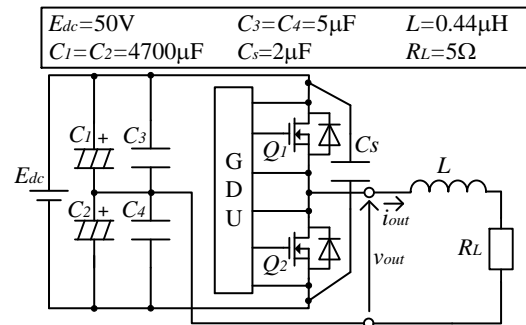 Edc=50V C3=C4=5μF L=0.44μH
C1=C2=4700μF Cs=2μF RL=5Ω
C1 + C3
Edc
C2 + C4
G
D
U
Q1
Cs
Q2
L
iout
vout
RL